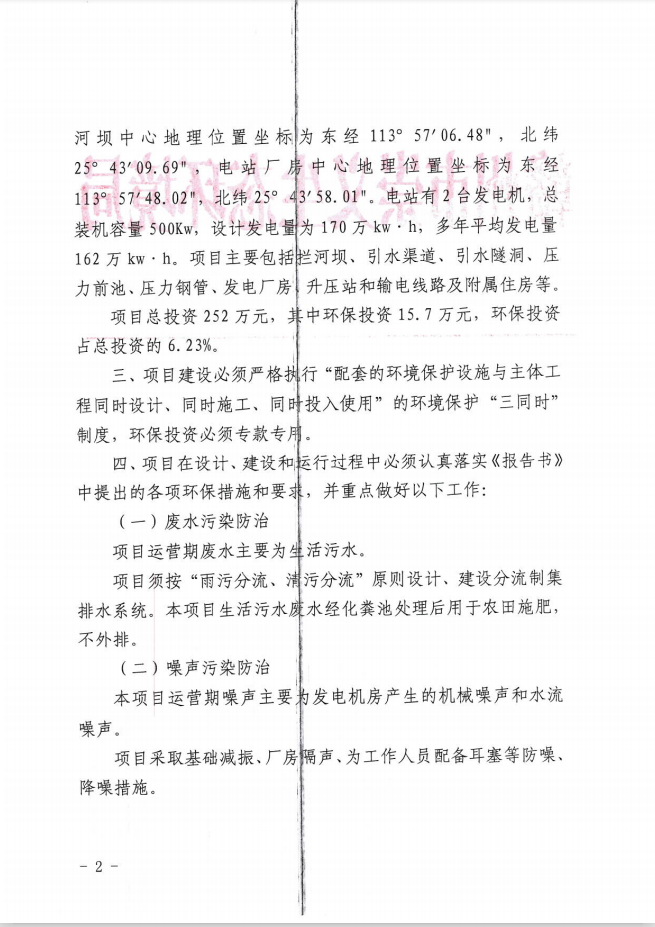 河坝中心地理位置坐标为东经 113° 57′06.48"，北纬
25° 43′09.69"，电站厂房中心地理位置坐标为东经
113° 57′48.02"，北纬 25° 43′58.01"。电站有 2 台发电机，总
装机容量 500Kw，设计发电量为 170 万 kw·h，多年平均发电量
162 万 kw·h。项目主要包括拦河坝、引水渠道、引水隧洞、压
力前池、压力钢管、发电厂房、升压站和输电线路及附属住房等。
项目总投资 252 万元，其中环保投资 15.7 万元，环保投资
占总投资的 6.23%。
三、项目建设必须严格执行“配套的环境保护设施与主体工
程同时设计、同时施工、同时投入使用”的环境保护“三同时”
制度，环保投资必须专款专用。
四、项目在设计、建设和运行过程中必须认真落实《报告书》
中提出的各项环保措施和要求，并重点做好以下工作：
（一）废水污染防治
项目运营期废水主要为生活污水。
项目须按“雨污分流、清污分流”原则设计、建设分流制集
排水系统。本项目生活污水废水经化粪池处理后用于农田施肥，
不外排。
（二）噪声污染防治
本项目运营期噪声主要为发电机房产生的机械噪声和水流
噪声。
项目采取基础减振、厂房隔声、为工作人员配备耳塞等防噪、
降噪措施。
- 2 -